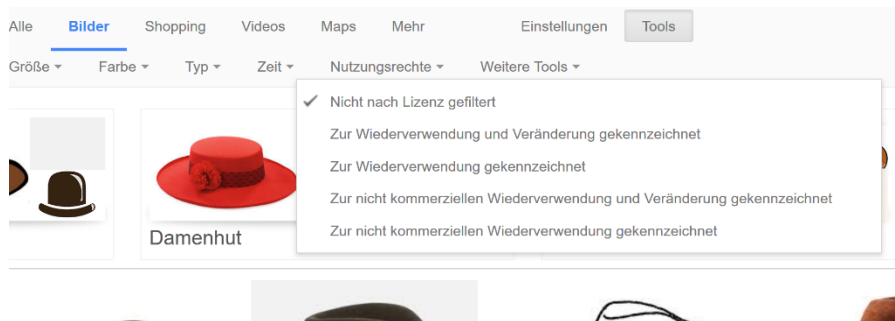 Alle Bilder Shopping Videos Maps Mehr Einstellungen Tools
Größe Farbe Typ Zeit Nutzungsrechte Weitere Tools
Nicht nach Lizenz gefiltert
Zur Wiederverwendung und Veränderung gekennzeichnet
Zur Wiederverwendung gekennzeichnet
Zur nicht kommerziellen Wiederverwendung und Veränderung gekennzeichnet
Zur nicht kommerziellen Wiederverwendung gekennzeichnet
Damenhut